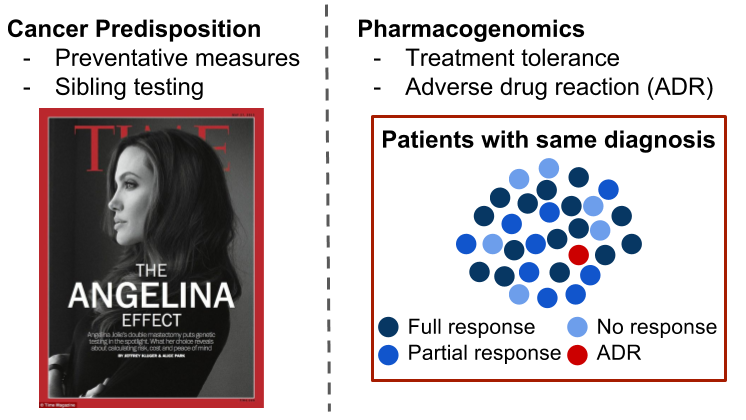 Cancer Predisposition
- Preventative measures
- Sibling testing
TIME
THE
ANGELINA
EFFECT
Angelina Jolie's double mastectomy puts genetic
testing in the spotlight. What her choice reveals
about calculating risk, cost and peace of mind
BY JEFFREY KLUGER & ALICE PARK
© Time Magazine
Pharmacogenomics
- Treatment tolerance
- Adverse drug reaction (ADR)
Patients with same diagnosis
Full response
No response
Partial response
ADR